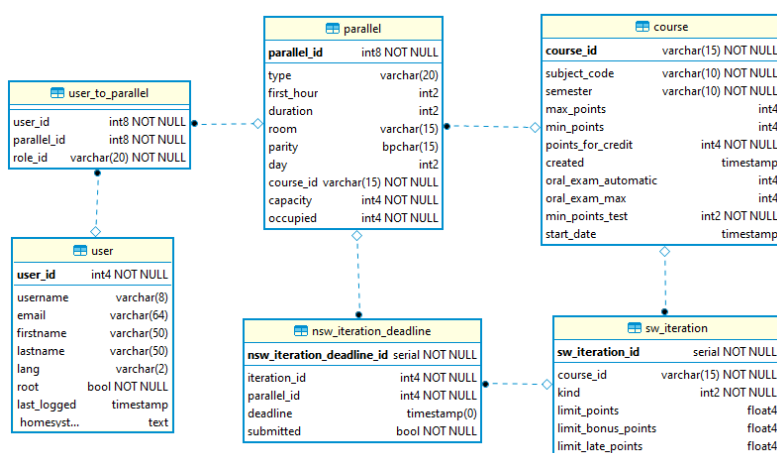 user_to_parallel
user_id int8 NOT NULL
parallel_id int8 NOT NULL
role_id varchar(20) NOT NULL
parallel
parallel_id int8 NOT NULL
type varchar(20)
first_hour int2
duration int2
room varchar(15)
parity bpchar(15)
day int2
course_id varchar(15) NOT NULL
capacity int4 NOT NULL
occupied int4 NOT NULL
course
course_id varchar(15) NOT NULL
subject_code varchar(10) NOT NULL
semester varchar(10) NOT NULL
max_points int4
min_points int4
points_for_credit int4 NOT NULL
created timestamp
oral_exam_automatic int4
oral_exam_max int4
min_points_test int2 NOT NULL
start_date timestamp
user
user_id int4 NOT NULL
username varchar(8)
email varchar(64)
firstname varchar(50)
lastname varchar(50)
lang varchar(2)
root bool NOT NULL
last_logged timestamp
homesyst... text
nsw_iteration_deadline
nsw_iteration_deadline_id serial NOT NULL
iteration_id int4 NOT NULL
parallel_id int4 NOT NULL
deadline timestamp(0)
submitted bool NOT NULL
sw_iteration
sw_iteration_id serial NOT NULL
course_id varchar(15) NOT NULL
kind int2 NOT NULL
limit_points float4
limit_bonus_points float4
limit_late_points float4